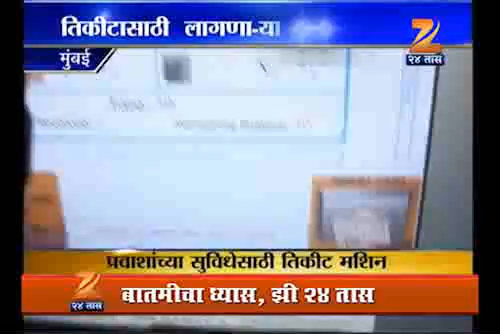 तिकीटासाठी लागणा-या
मुंबई
२४ तास
प्रवाशांच्या सुविधेसाठी तिकीट मशिन
२४ तास
बातमीचा ध्यास, झी २४ तास